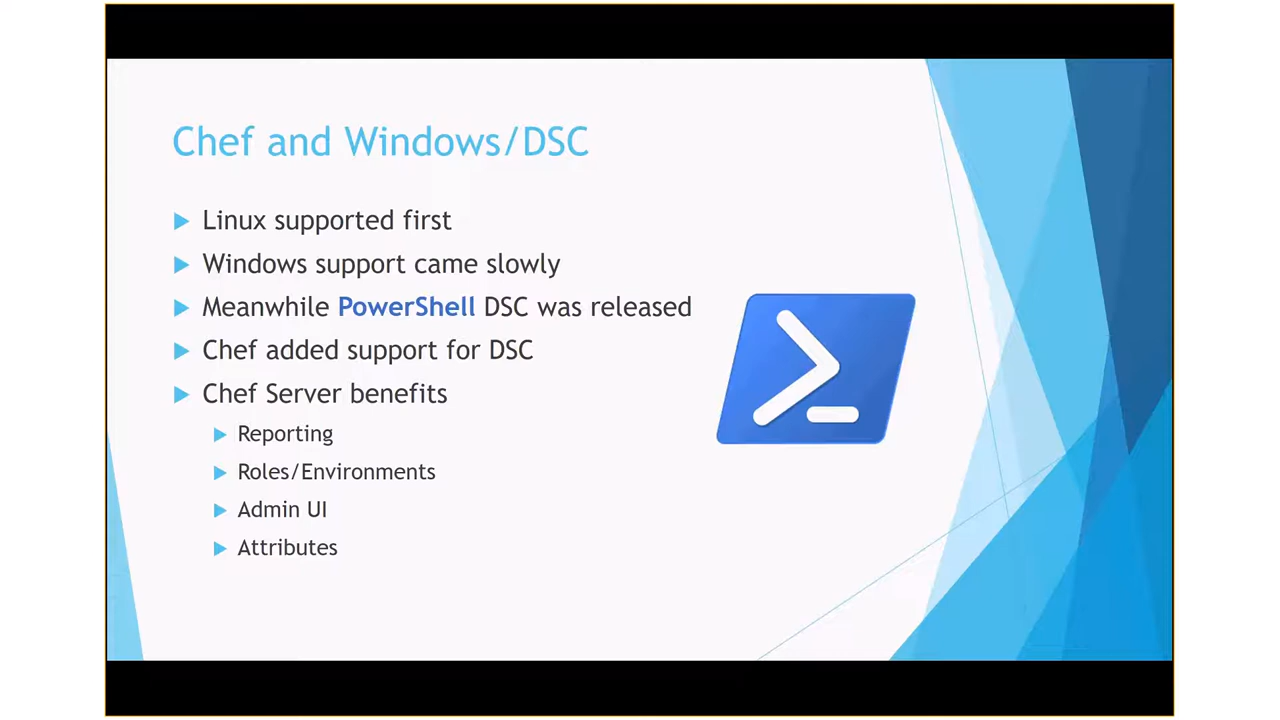 Chef and Windows/DSC
Linux supported first
Windows support came slowly
Meanwhile PowerShell DSC was released
Chef added support for DSC
Chef Server benefits
Reporting
Roles/Environments
Admin UI
Attributes